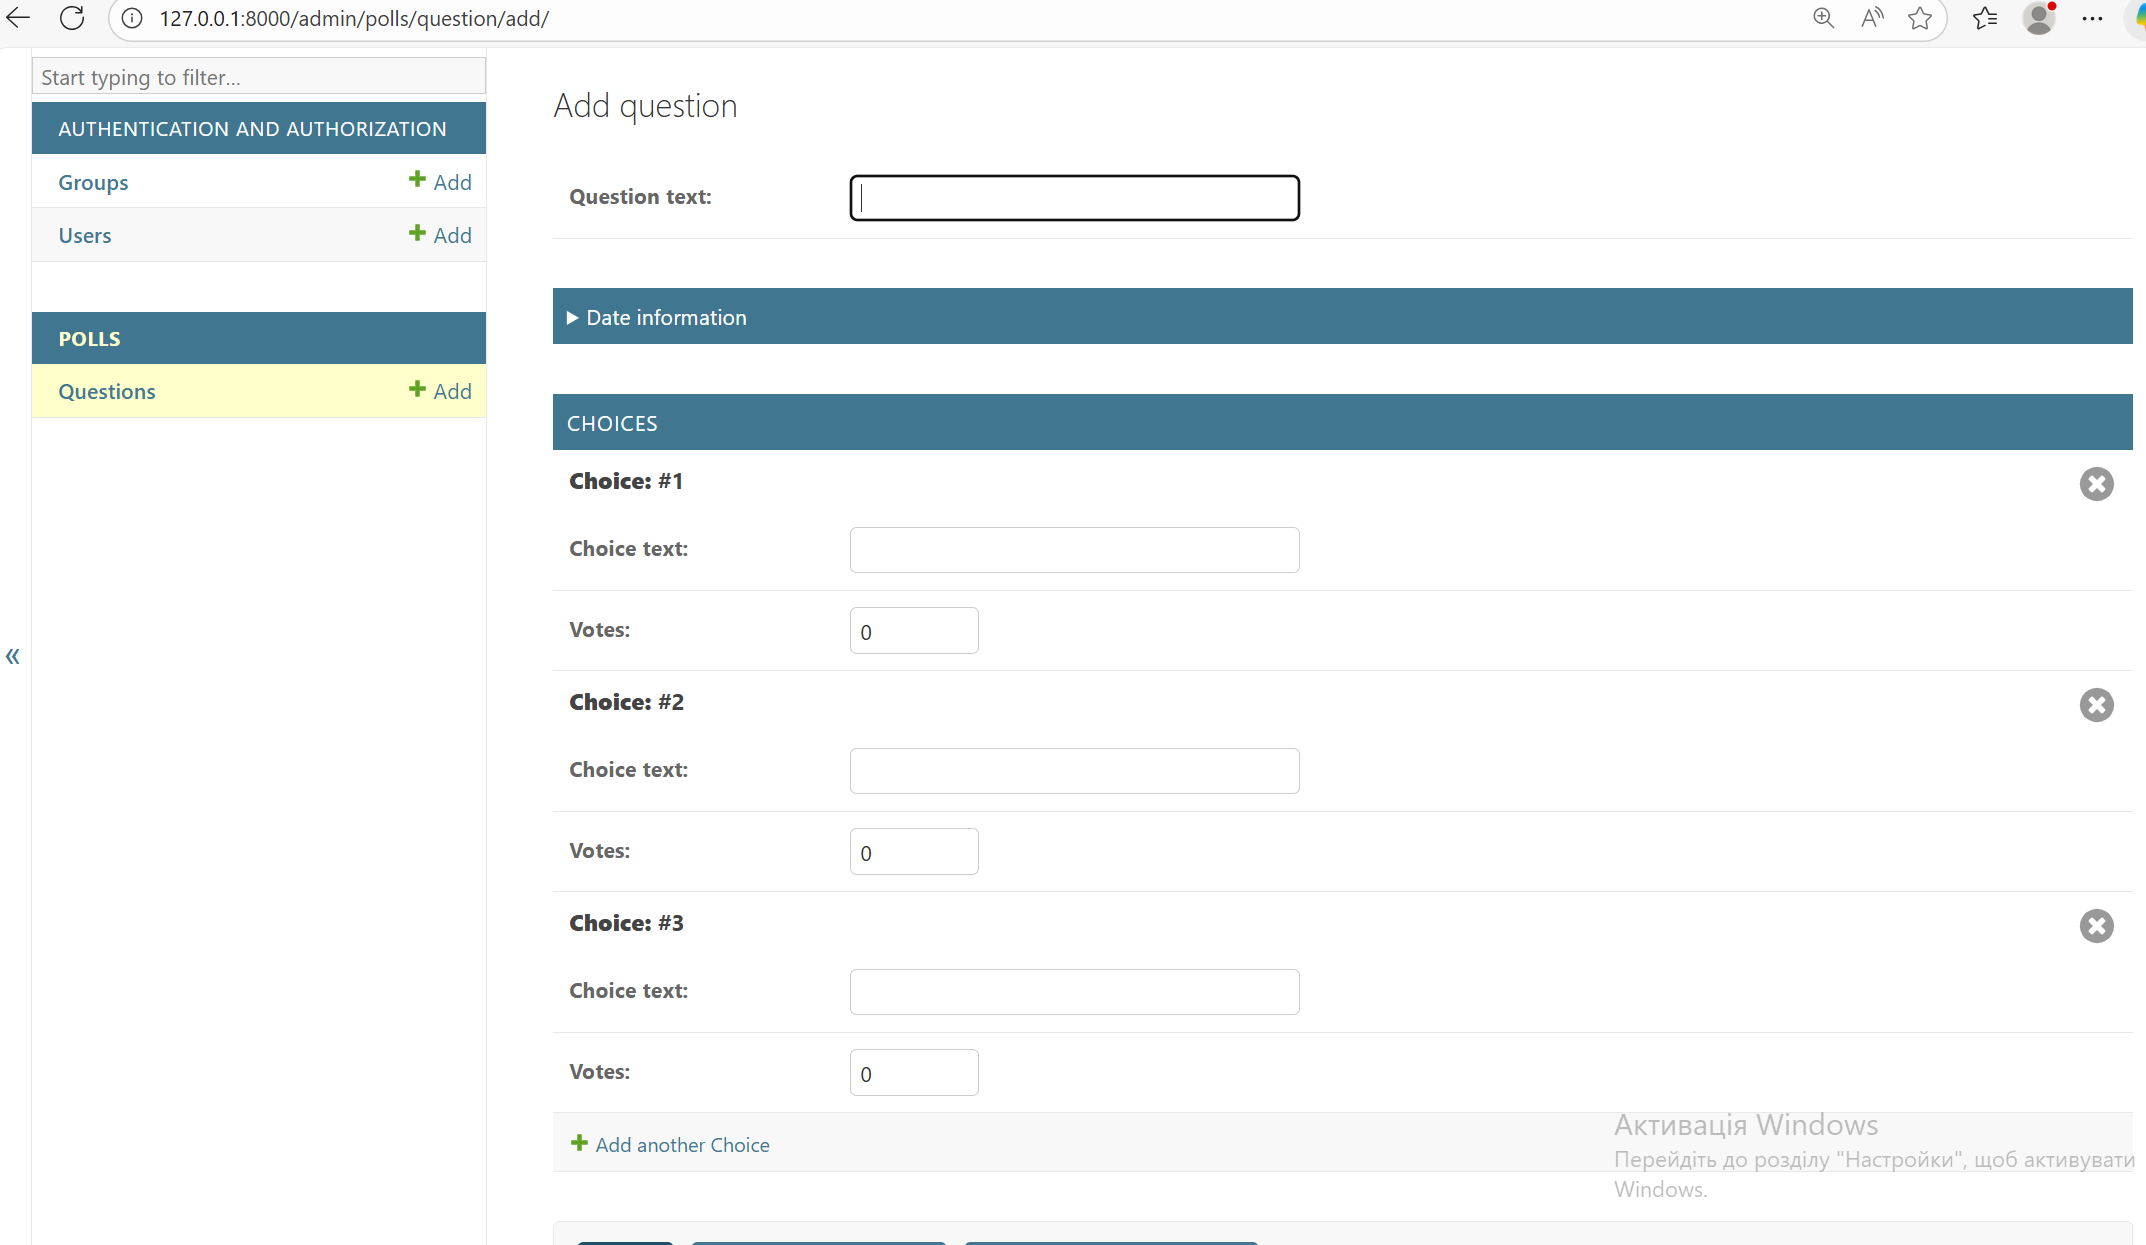 127.0.0.1:8000/admin/polls/question/add/
Start typing to filter...
AUTHENTICATION AND AUTHORIZATION
Groups
Add
Users
Add
POLLS
Questions
Add
«
Add question
Question text:
Date information
CHOICES
Choice: #1
Choice text:
Votes:
0
Choice: #2
Choice text:
Votes:
0
Choice: #3
Choice text:
Votes:
0
Add another Choice
Активація Windows
Перейдіть до розділу "Настройки", щоб активувати
Windows.